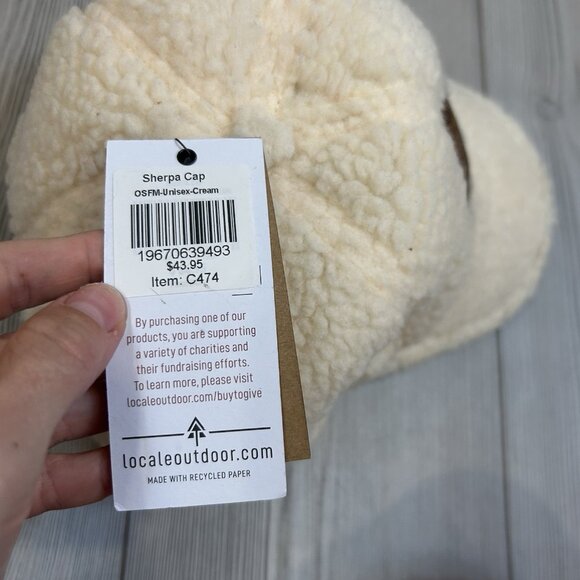 Sherpa Cap
OSFM-Unisex-Cream
19670639493
$43.95
Item: C474
By purchasing one of our
products, you are supporting
a variety of charities and
their fundraising efforts.
To learn more, please visit
localeoutdoor.com/buytogive
localeoutdoor.com
MADE WITH RECYCLED PAPER